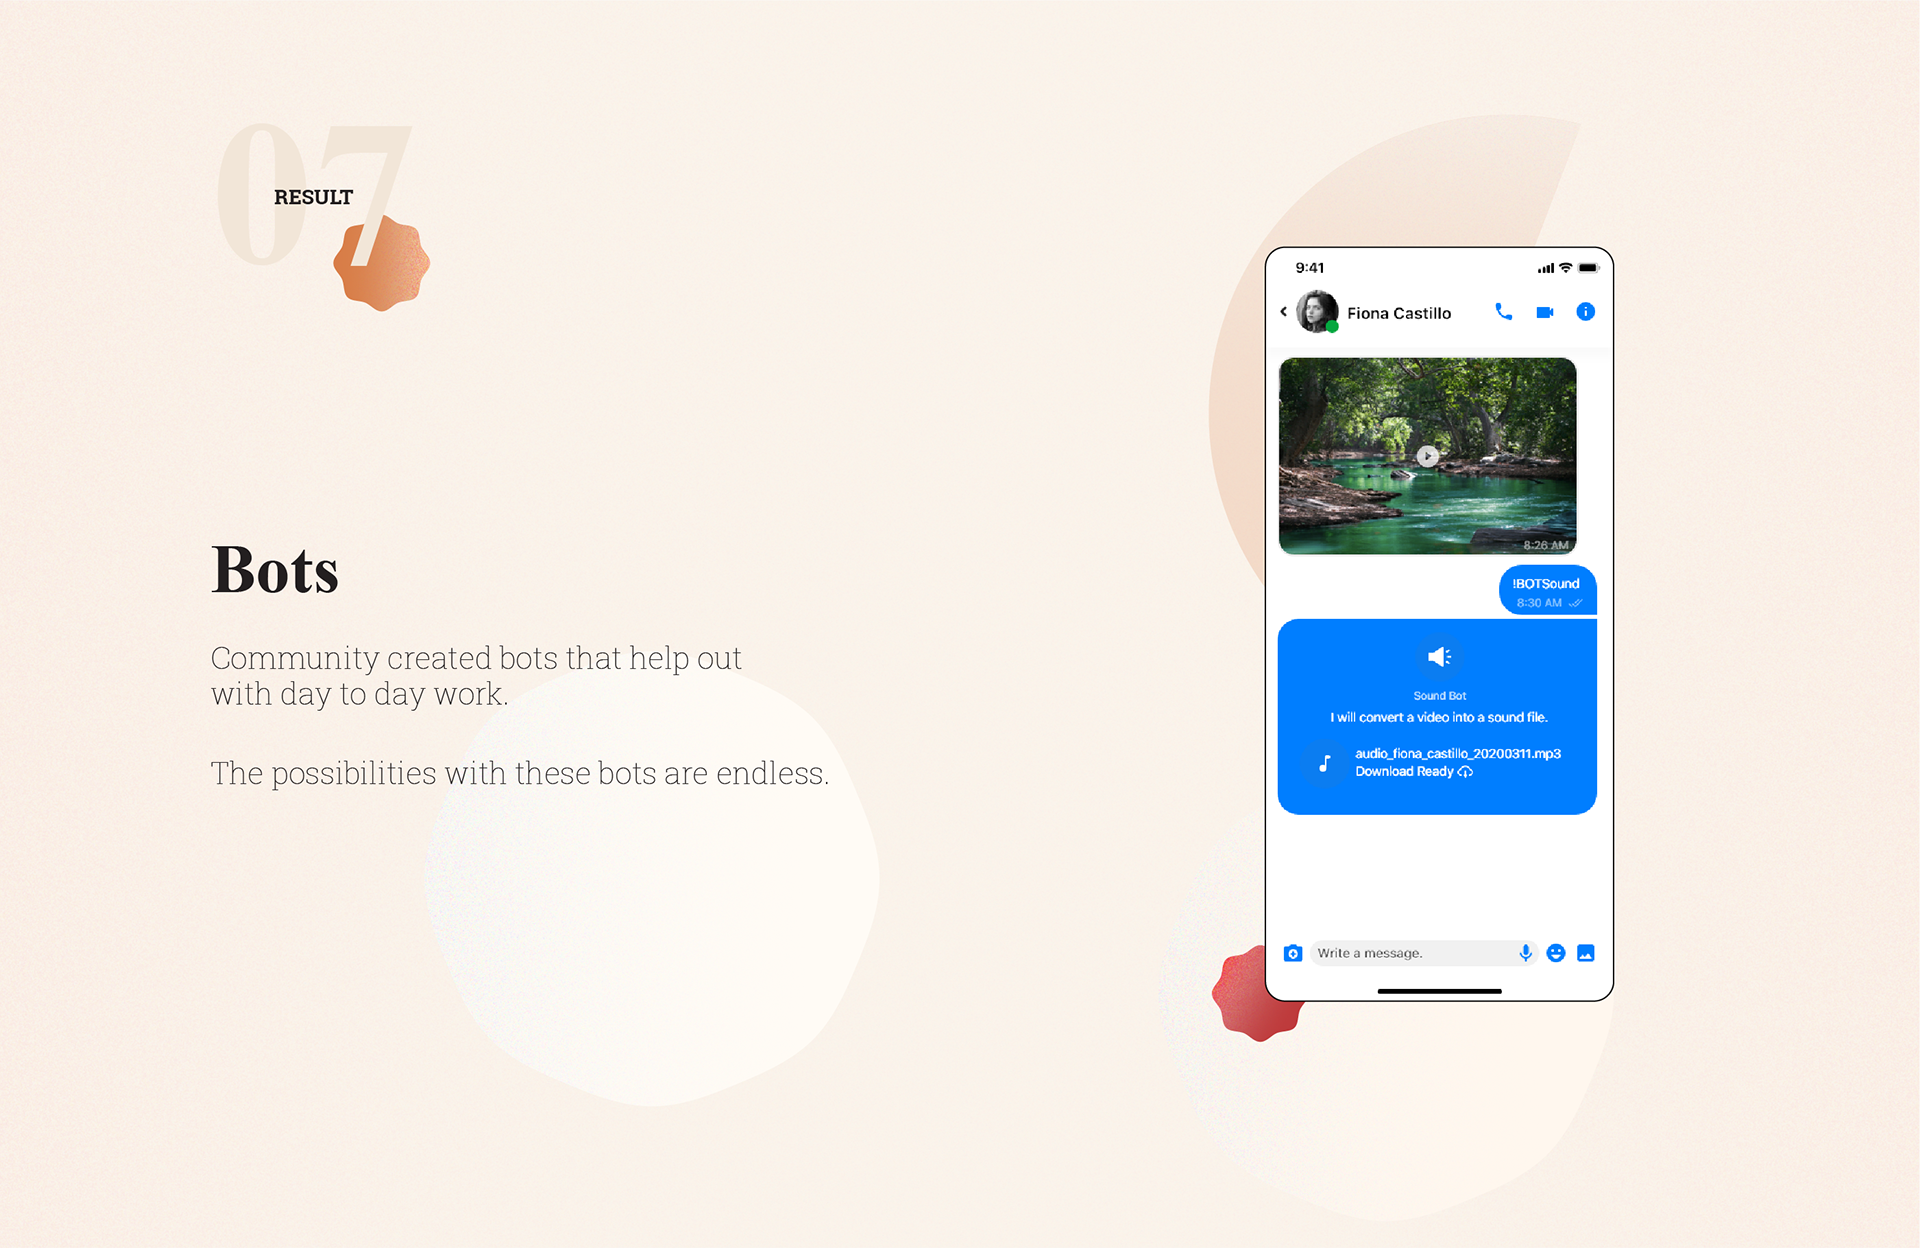 07
RESULT
Bots
Community created bots that help out
with day to day work.
The possibilities with these bots are endless.
9:41
Fiona Castillo
8:26 AM
!BOTSound
8:30 AM
Sound Bot
I will convert a video into a sound file.
audio_fiona_castillo_20200311.mp3
Download Ready
Write a message.